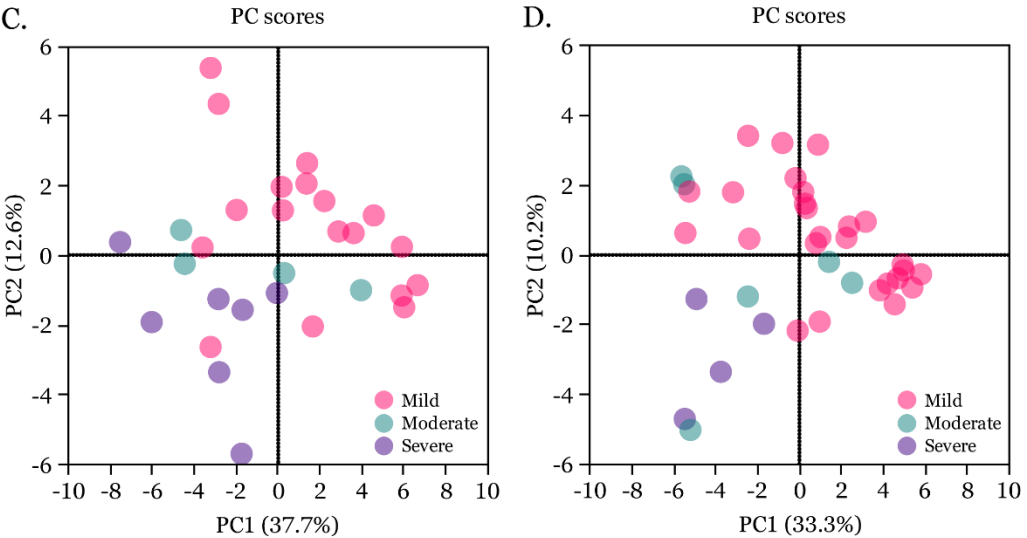 C.
PC scores
6
4
2
0
-2
-4
-6
-10 -8 -6 -4 -2 0 2 4 6 8 10
PC2 (12.6%)
PC1 (37.7%)
Mild
Moderate
Severe
D.
PC scores
6
4
2
0
-2
-4
-6
-10 -8 -6 -4 -2 0 2 4 6 8 10
PC2 (10.2%)
PC1 (33.3%)
Mild
Moderate
Severe